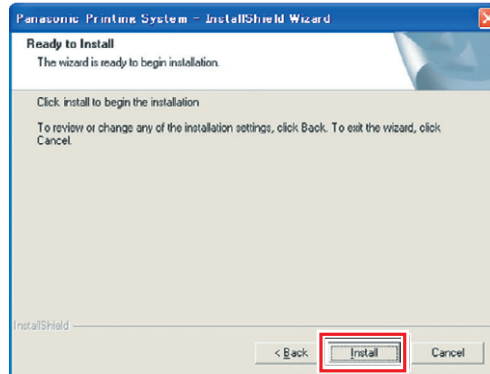 Panasonic Printing System - InstallShield Wizard
Ready to Install
The wizard is ready to begin installation.
Click install to begin the installation
To review or change any of the installation settings, click Back. To exit the wizard, click
Cancel.
InstallShield
< Back
Install
Cancel